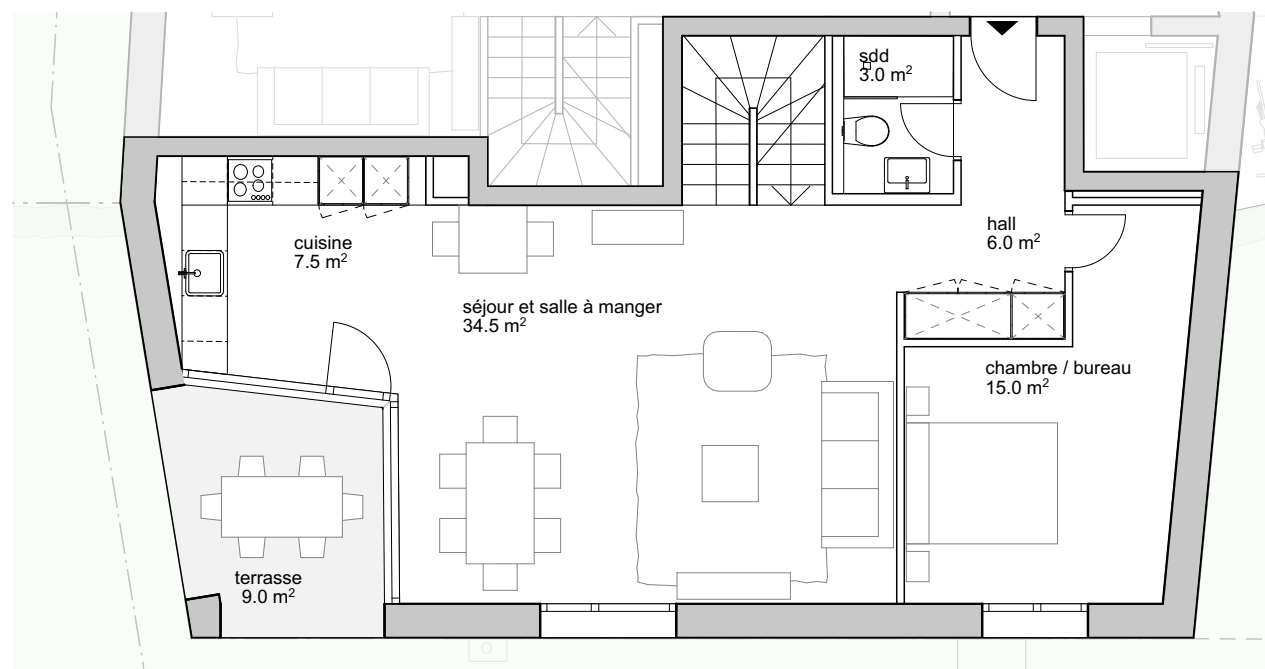 sdd
3.0 m²
hall
6.0 m²
cuisine
7.5 m²
séjour et salle à manger
34.5 m²
chambre / bureau
15.0 m²
terrasse
9.0 m²